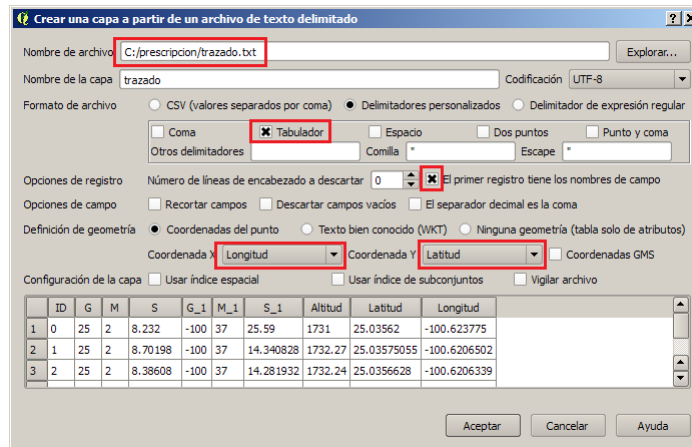 Crear una capa a partir de un archivo de texto delimitado
Nombre de archivo C:/prescripcion/trazado.txt Explorar...
Nombre de la capa trazado Codificación UTF-8
Formato de archivo CSV (valores separados por coma) Delimitadores personalizados Delimitador de expresión regular
Coma Tabulador Espacio Dos puntos Punto y coma
Otros delimitadores Comilla " Escape "
Opciones de registro Número de líneas de encabezado a descartar 0 El primer registro tiene los nombres de campo
Opciones de campo Recortar campos Descartar campos vacíos El separador decimal es la coma
Definición de geometría Coordenadas del punto Texto bien conocido (WKT) Ninguna geometría (tabla solo de atributos)
Coordenada X Longitud Coordenada Y Latitud Coordenadas GMS
Configuración de la capa Usar índice espacial Usar índice de subconjuntos Vigilar archivo
ID G M S G_1 M_1 S_1 Altitud Latitud Longitud
1 0 25 2 8.232 -100 37 25.59 1731 25.03562 -100.623775
2 1 25 2 8.70198 -100 37 14.340828 1732.27 25.03575055 -100.6206502
3 2 25 2 8.38608 -100 37 14.281932 1732.24 25.0356628 -100.6206339
Aceptar Cancelar Ayuda